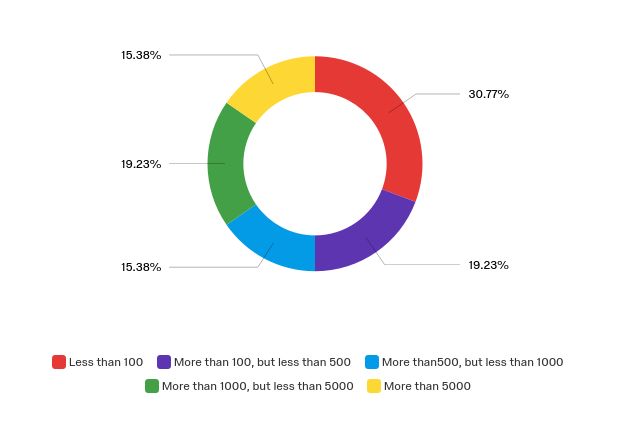 15.38%
30.77%
19.23%
15.38%
19.23%
Less than 100
More than 100, but less than 500
More than500, but less than 1000
More than 1000, but less than 5000
More than 5000